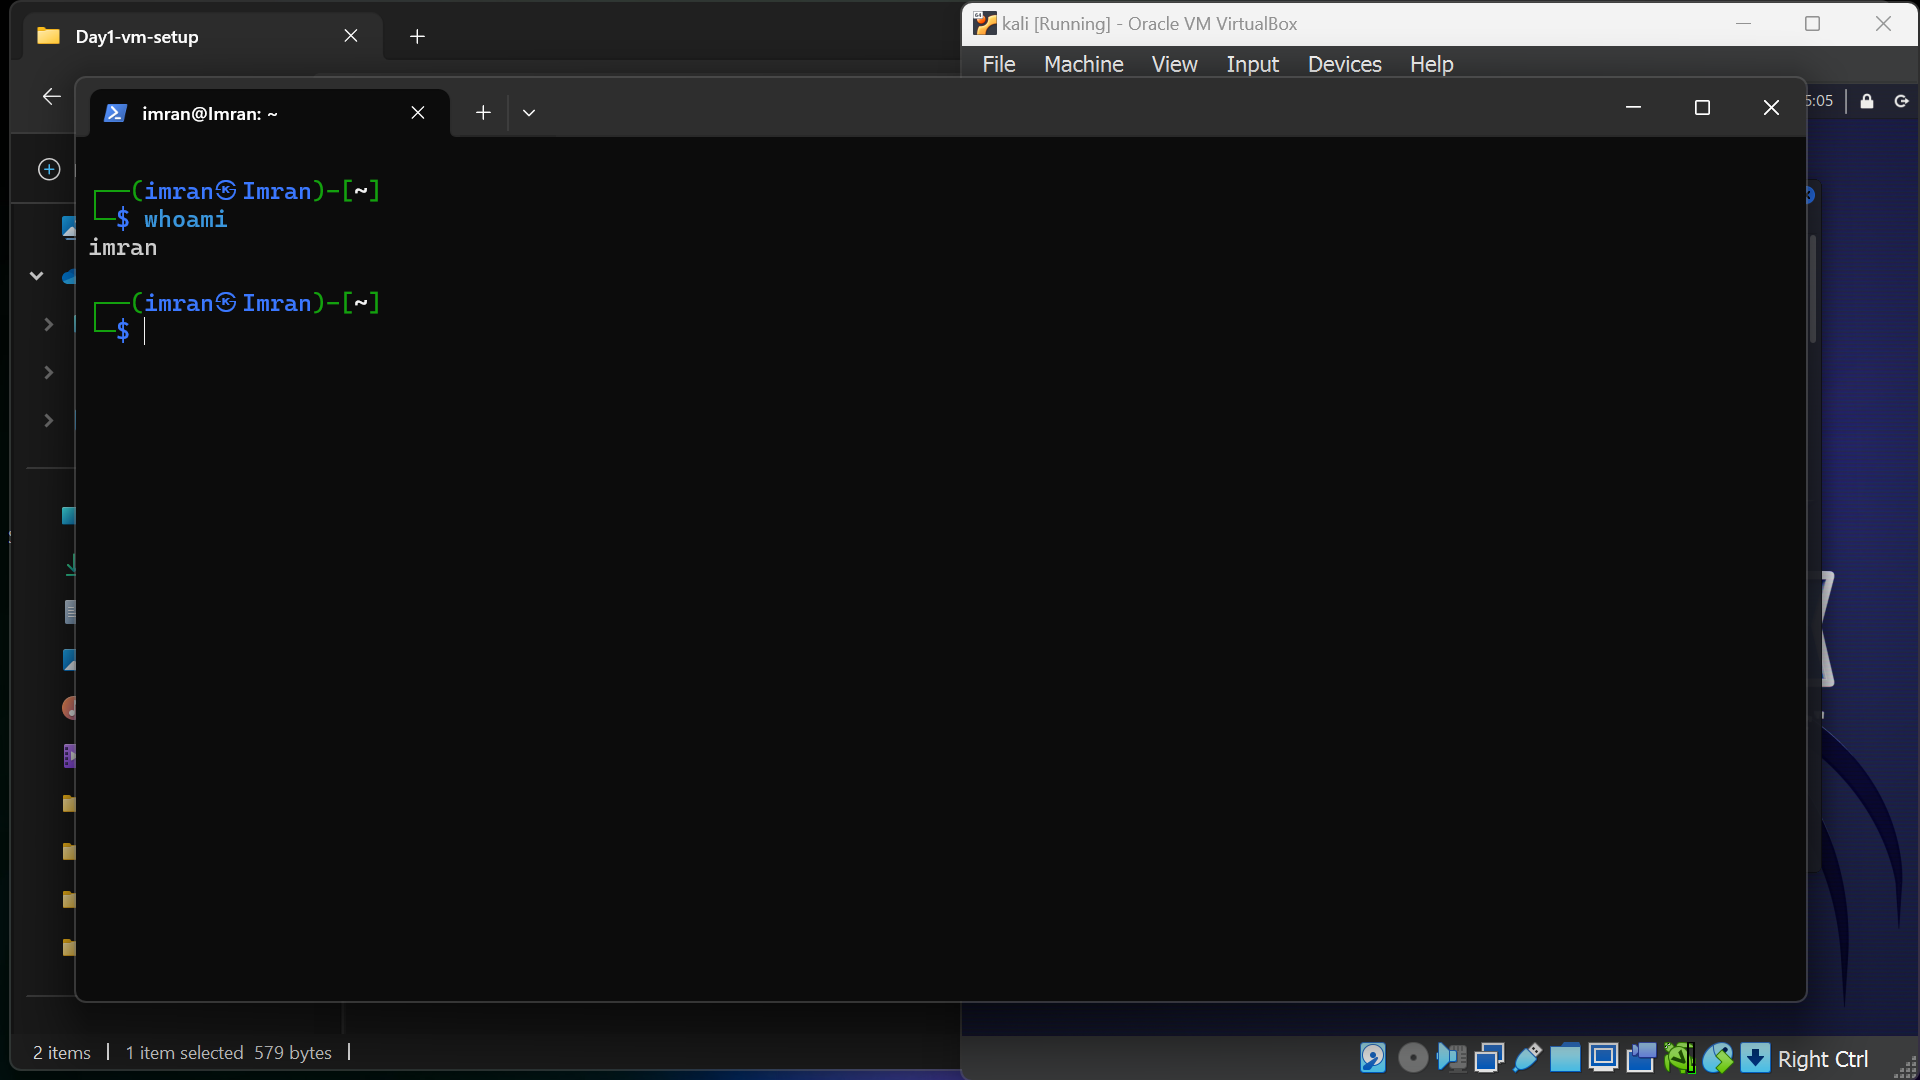 Day1-vm-setup
kali [Running] - Oracle VM VirtualBox
File Machine View Input Devices Help
imran@Imran: ~
5:05
(imran㉿Imran)-[~]
$ whoami
imran
(imran㉿Imran)-[~]
$
2 items | 1 item selected 579 bytes |
Right Ctrl